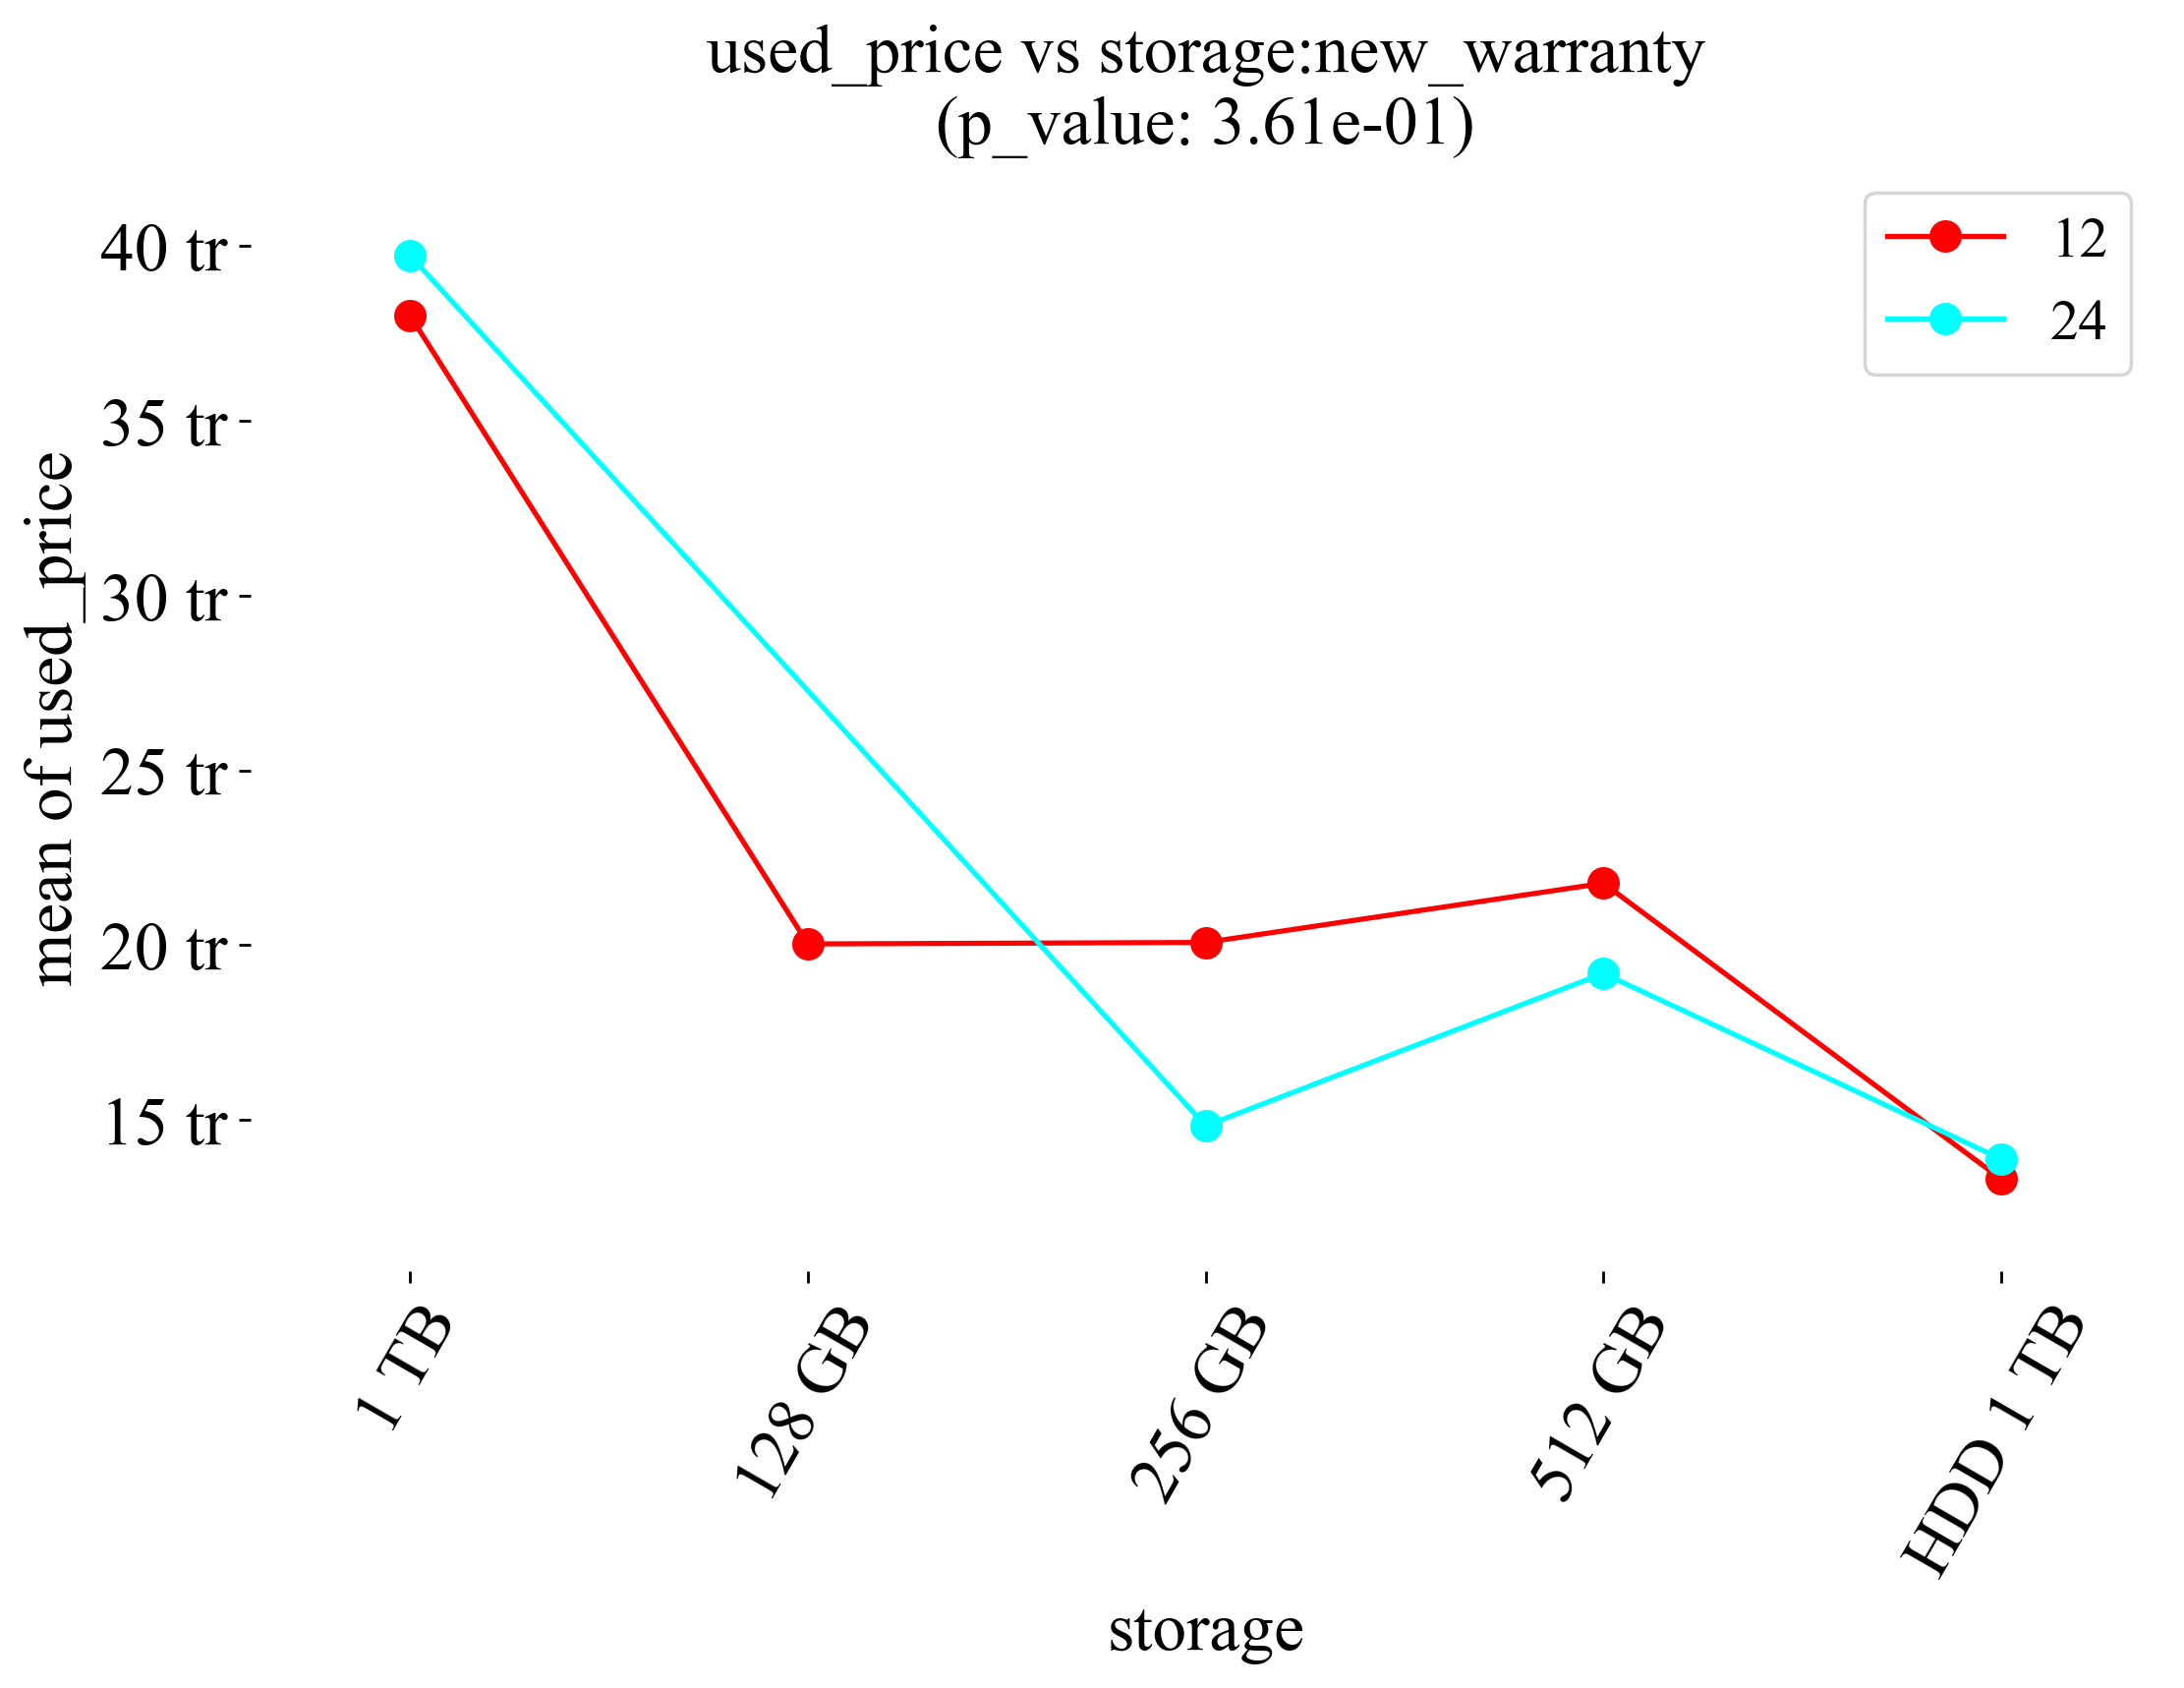 used_price vs storage:new_warranty
(p_value: 3.61e-01)
12
24
40 tr
35 tr
30 tr
25 tr
20 tr
15 tr
mean of used_price
1 TB
128 GB
256 GB
512 GB
HDD 1 TB
storage